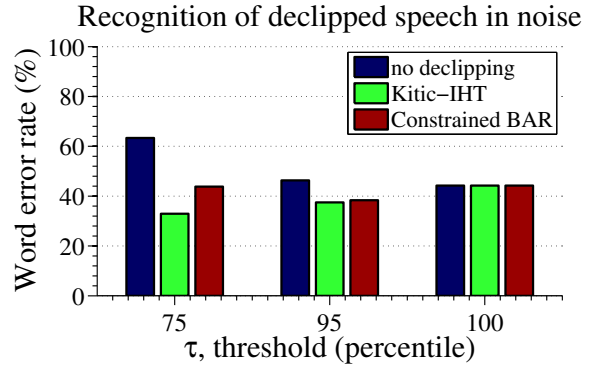 Recognition of declipped speech in noise
Word error rate (%)
100
80
60
40
20
0
no declipping
Kitic−IHT
Constrained BAR
75
95
100
τ, threshold (percentile)